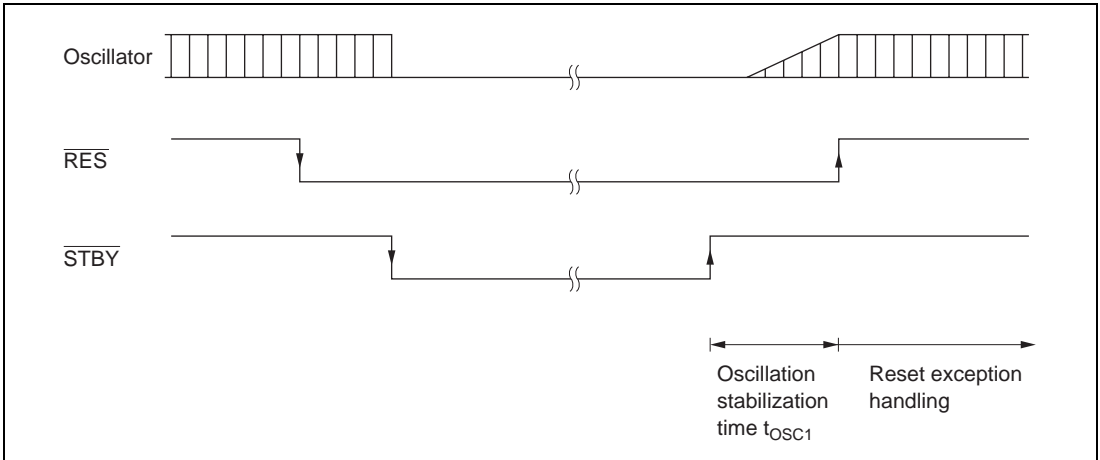 Oscillator
RES
STBY
Oscillation
stabilization
time tOSC1
Reset exception
handling